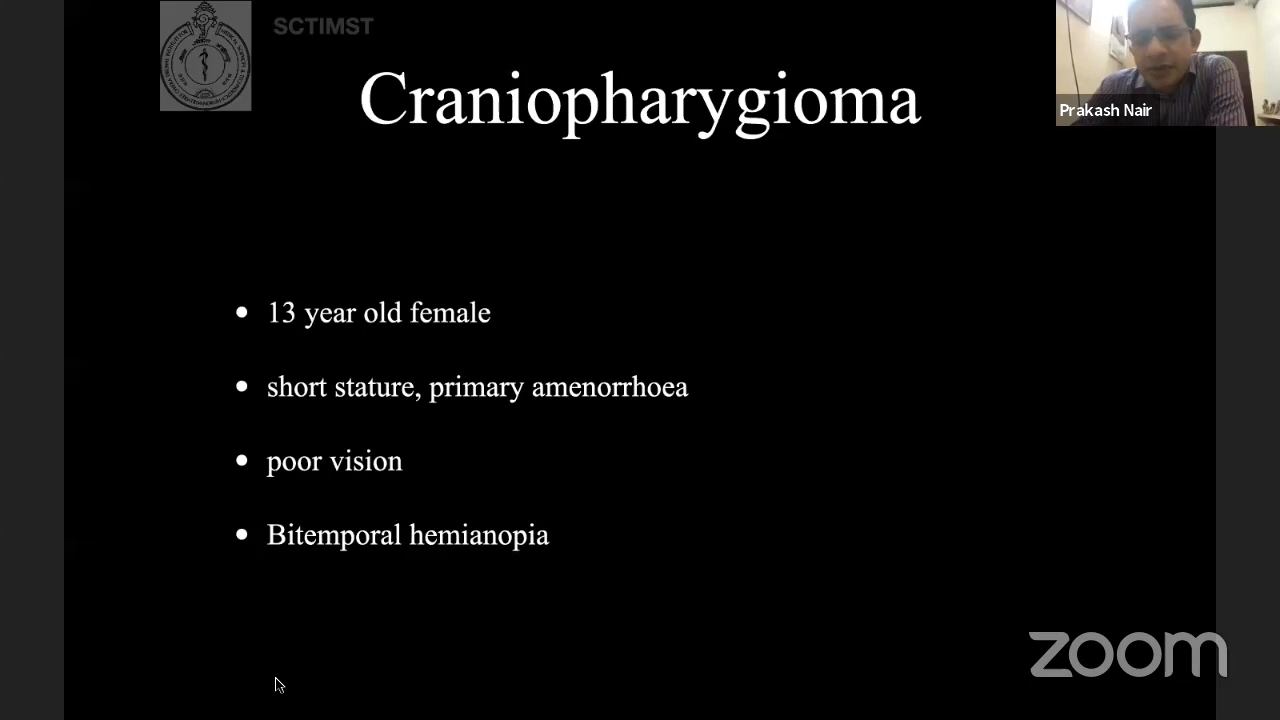 SCTIMST
Craniopharygioma
Prakash Nair
• 13 year old female
• short stature, primary amenorrhoea
• poor vision
• Bitemporal hemianopia
zoom